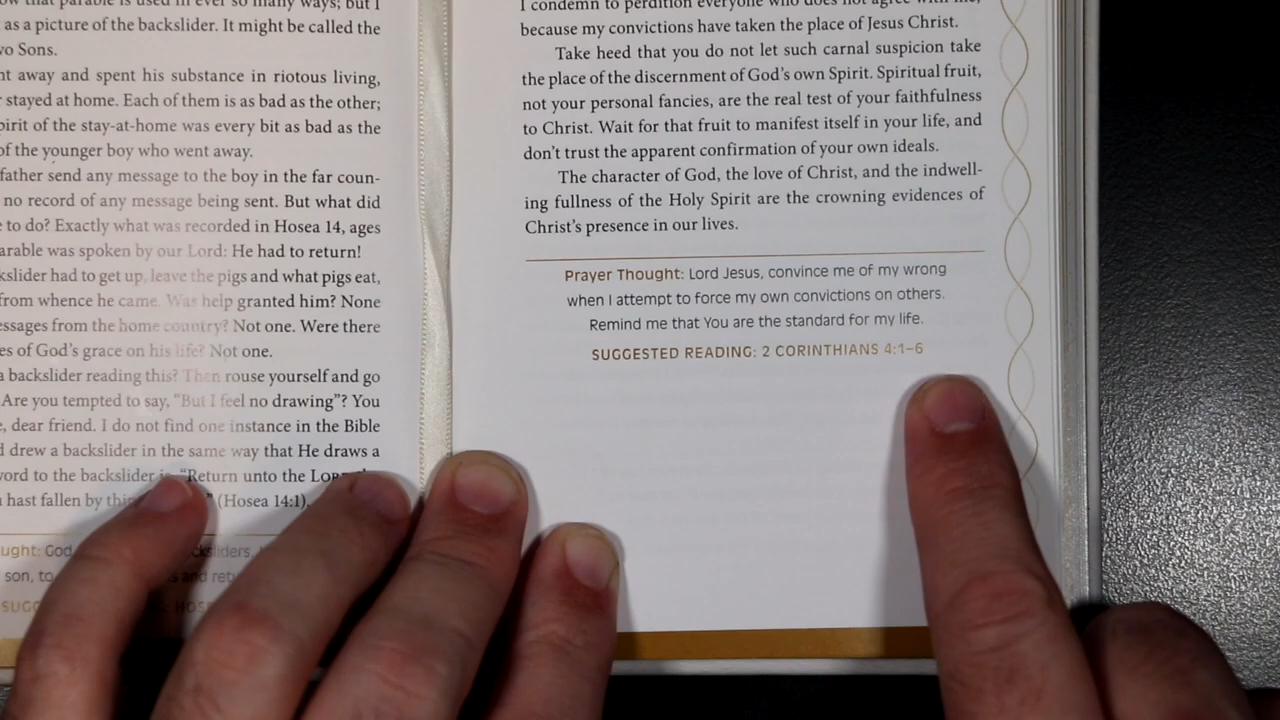 that parable is used in ever so many ways; but I
as a picture of the backslider. It might be called the
Sons.
away and spent his substance in riotous living,
stayed at home. Each of them is as bad as the other;
of the stay-at-home was every bit as bad as the
of the younger boy who went away.
father send any message to the boy in the far coun-
no record of any message being sent. But what did
to do? Exactly what was recorded in Hosea 14, ages
was spoken by our Lord: He had to return!
had to get up, leave the pigs and what pigs eat,
from whence he came. Was help granted him? None
from the home country? Not one. Were there
of God's grace on his life? Not one.
a backslider reading this? Then rouse yourself and go
Are you tempted to say, "But I feel no drawing"? You
dear friend. I do not find one instance in the Bible
drew a backslider in the same way that He draws a
word to the backslider "Return unto the
hast fallen by (Hosea 14:1).
God
son, to and
I condemn to perdition everyone who does not agree with me,
because my convictions have taken the place of Jesus Christ.
Take heed that you do not let such carnal suspicion take
the place of the discernment of God's own Spirit. Spiritual fruit,
not your personal fancies, are the real test of your faithfulness
to Christ. Wait for that fruit to manifest itself in your life, and
don't trust the apparent confirmation of your own ideals.
The character of God, the love of Christ, and the indwell-
ing fullness of the Holy Spirit are the crowning evidences of
Christ's presence in our lives.
Prayer Thought: Lord Jesus, convince me of my wrong
when I attempt to force my own convictions on others.
Remind me that You are the standard for my life.
SUGGESTED READING: 2 CORINTHIANS 4:1–6